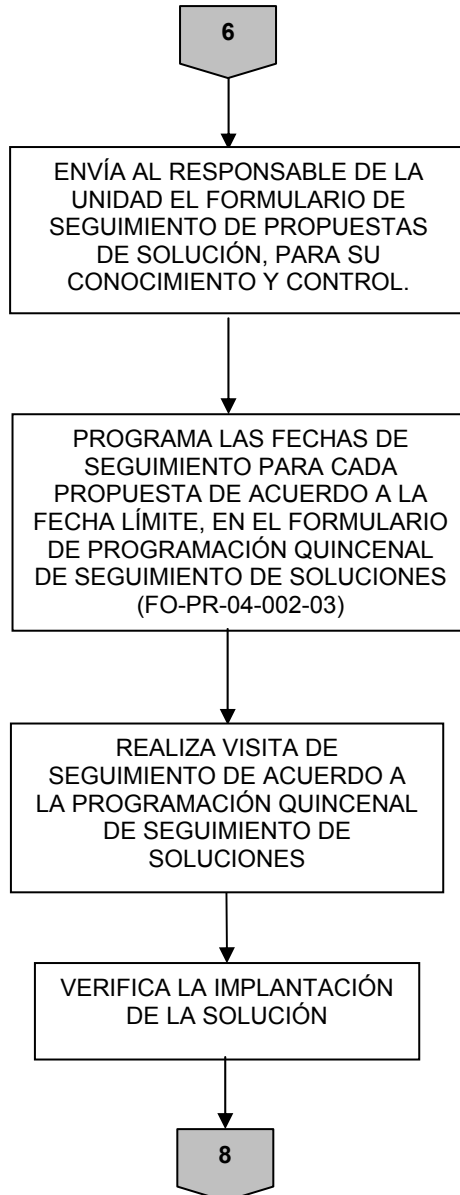 6
ENVÍA AL RESPONSABLE DE LA
UNIDAD EL FORMULARIO DE
SEGUIMIENTO DE PROPUESTAS
DE SOLUCIÓN, PARA SU
CONOCIMIENTO Y CONTROL.
PROGRAMA LAS FECHAS DE
SEGUIMIENTO PARA CADA
PROPUESTA DE ACUERDO A LA
FECHA LÍMITE, EN EL FORMULARIO
DE PROGRAMACIÓN QUINCENAL
DE SEGUIMIENTO DE SOLUCIONES
(FO-PR-04-002-03)
REALIZA VISITA DE
SEGUIMIENTO DE ACUERDO A
LA PROGRAMACIÓN QUINCENAL
DE SEGUIMIENTO DE
SOLUCIONES
VERIFICA LA IMPLANTACIÓN
DE LA SOLUCIÓN
8